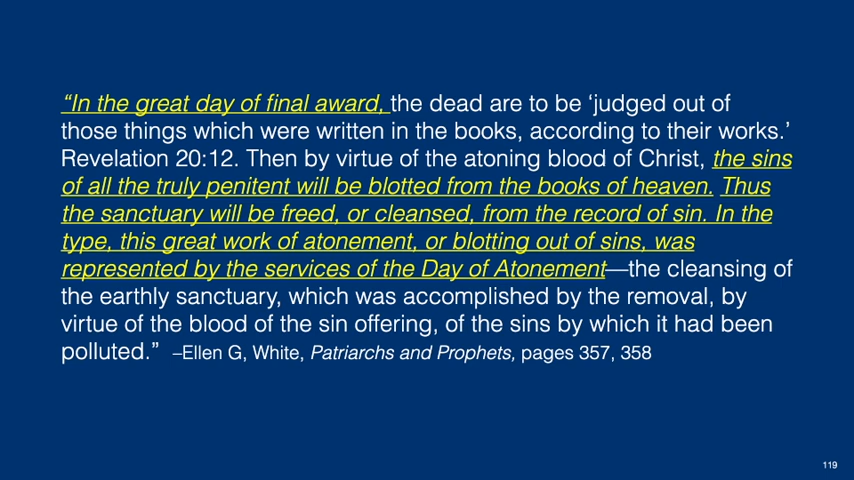 “In the great day of final award, the dead are to be ‘judged out of
those things which were written in the books, according to their works.’
Revelation 20:12. Then by virtue of the atoning blood of Christ, the sins
of all the truly penitent will be blotted from the books of heaven. Thus
the sanctuary will be freed, or cleansed, from the record of sin. In the
type, this great work of atonement, or blotting out of sins, was
represented by the services of the Day of Atonement—the cleansing of
the earthly sanctuary, which was accomplished by the removal, by
virtue of the blood of the sin offering, of the sins by which it had been
polluted.” –Ellen G, White, Patriarchs and Prophets, pages 357, 358
119